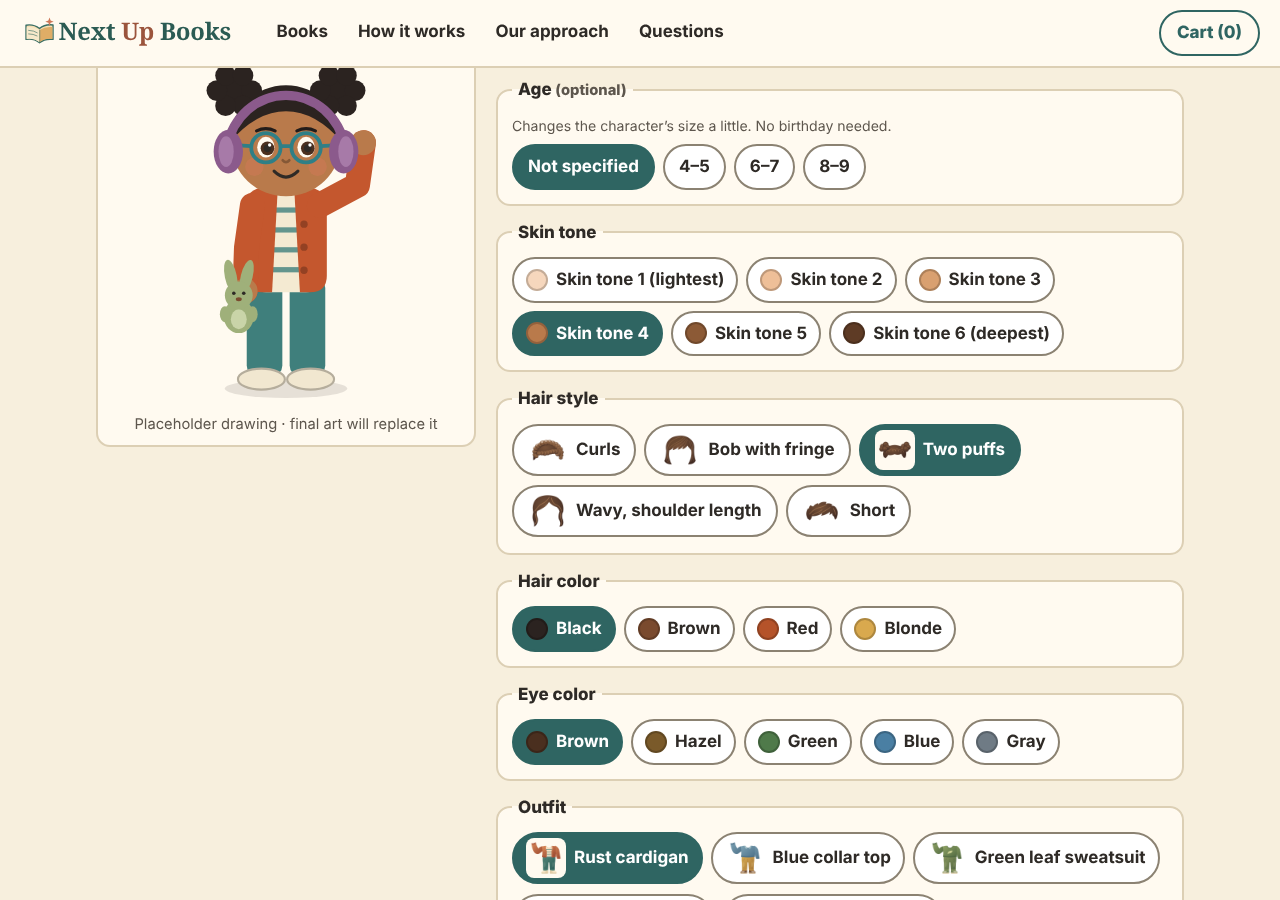 Next Up Books
Books
How it works
Our approach
Questions
Cart (0)
Placeholder drawing · final art will replace it
Age (optional)
Changes the character’s size a little. No birthday needed.
Not specified
4–5
6–7
8–9
Skin tone
Skin tone 1 (lightest)
Skin tone 2
Skin tone 3
Skin tone 4
Skin tone 5
Skin tone 6 (deepest)
Hair style
Curls
Bob with fringe
Two puffs
Wavy, shoulder length
Short
Hair color
Black
Brown
Red
Blonde
Eye color
Brown
Hazel
Green
Blue
Gray
Outfit
Rust cardigan
Blue collar top
Green leaf sweatsuit